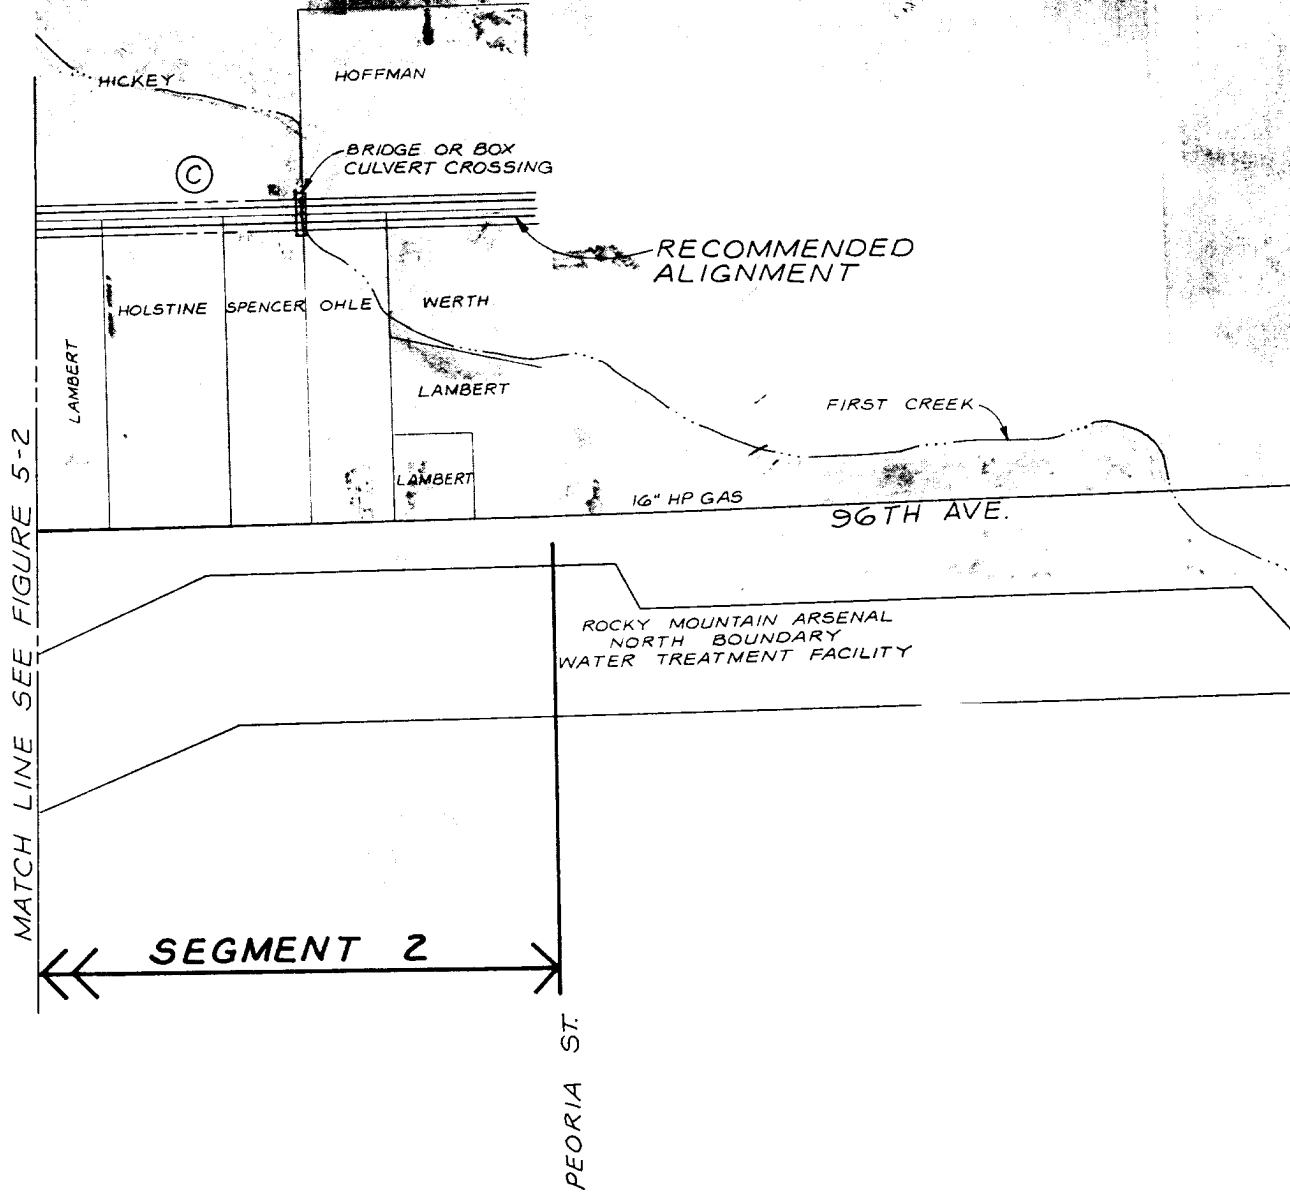 HICKEY
HOFFMAN
BRIDGE OR BOX
CULVERT CROSSING
C
RECOMMENDED
ALIGNMENT
LAMBERT
HOLSTINE
SPENCER
OHLE
WERTH
LAMBERT
LAMBERT
FIRST CREEK
16" HP GAS
96TH AVE.
MATCH LINE SEE FIGURE 5-2
ROCKY MOUNTAIN ARSENAL
NORTH BOUNDARY
WATER TREATMENT FACILITY
SEGMENT 2
PEORIA ST.